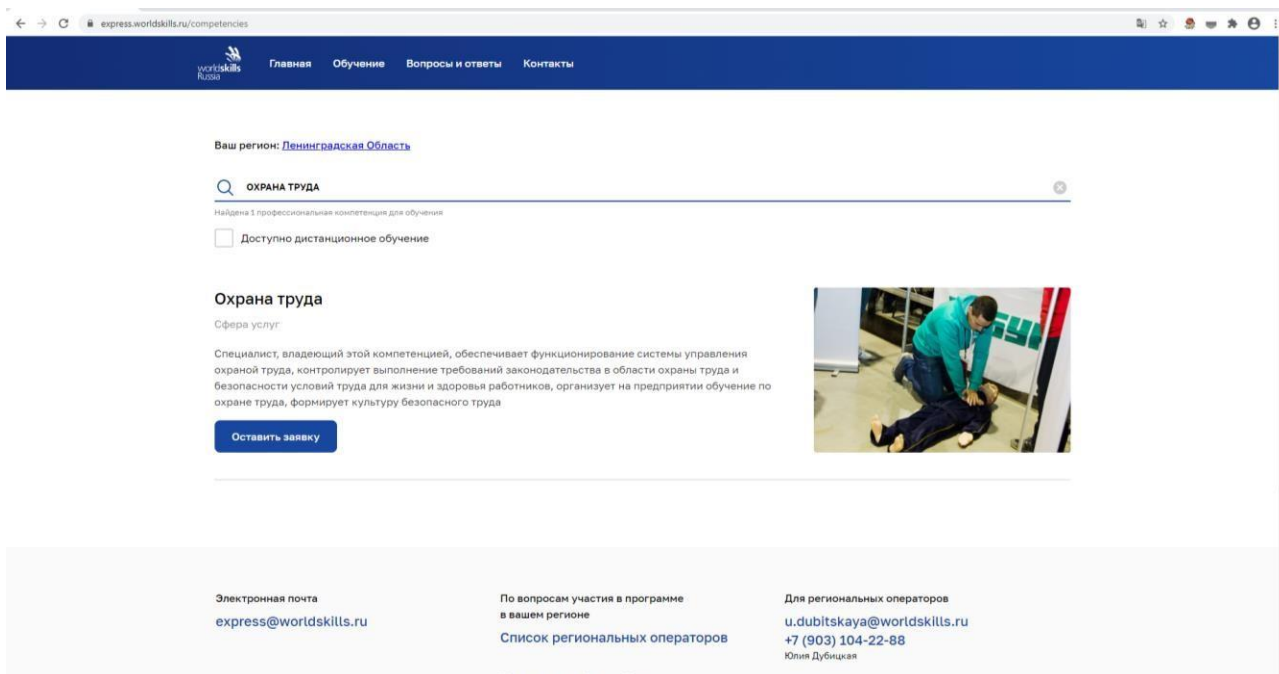 express.worldskills.ru/competencies
worldskills
Russia
Главная Обучение Вопросы и ответы Контакты
Ваш регион: Ленинградская Область
ОХРАНА ТРУДА
Найдена 1 профессиональная компетенция для обучения
Доступно дистанционное обучение
Охрана труда
Сфера услуг
Специалист, владеющий этой компетенцией, обеспечивает функционирование системы управления
охраной труда, контролирует выполнение требований законодательства в области охраны труда и
безопасности условий труда для жизни и здоровья работников, организует на предприятии обучение по
охране труда, формирует культуру безопасного труда
Оставить заявку
Электронная почта
express@worldskills.ru
По вопросам участия в программе
в вашем регионе
Список региональных операторов
Для региональных операторов
u.dubitskaya@worldskills.ru
+7 (903) 104-22-88
Юлия Дубицкая